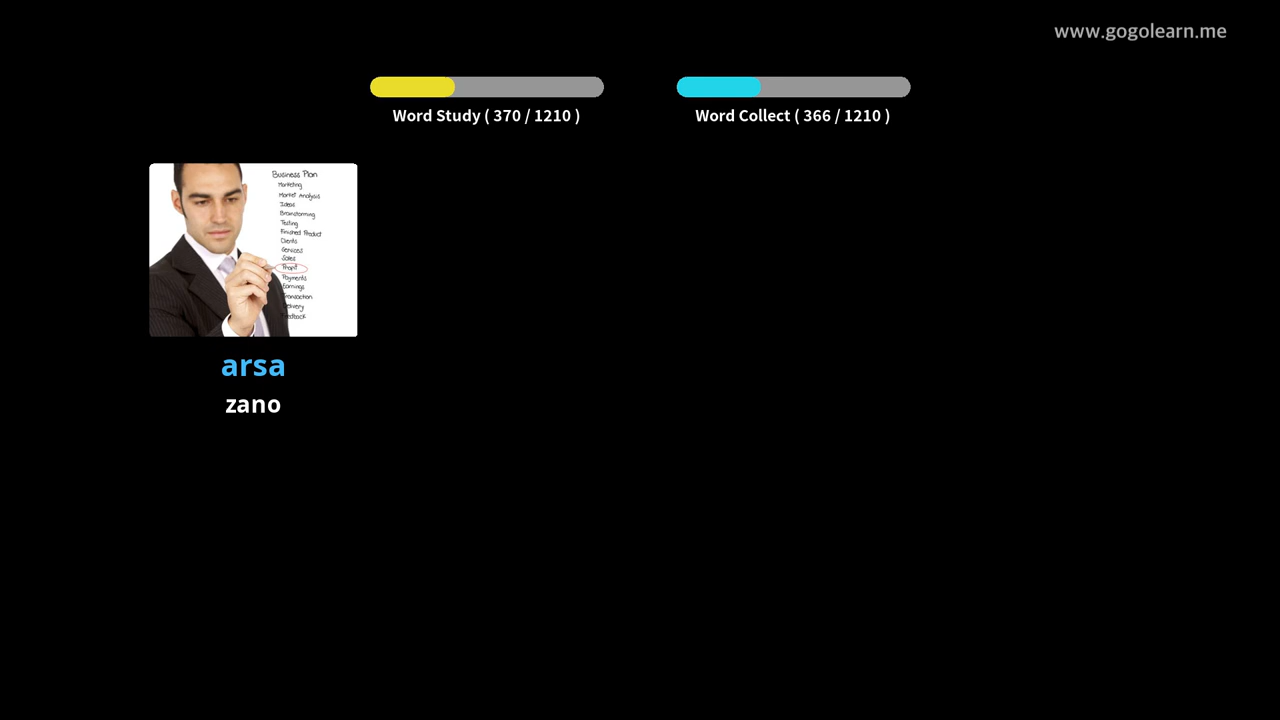 www.gogolearn.me
Word Study ( 370 / 1210 )
Word Collect ( 366 / 1210 )
Business Plan
Marketing
Market Analysis
Ideas
Brainstorming
Testing
Finished Product
Clients
Services
Sales
Profit
Payments
Earnings
Transaction
Delivery
Feedback
arsa
zano